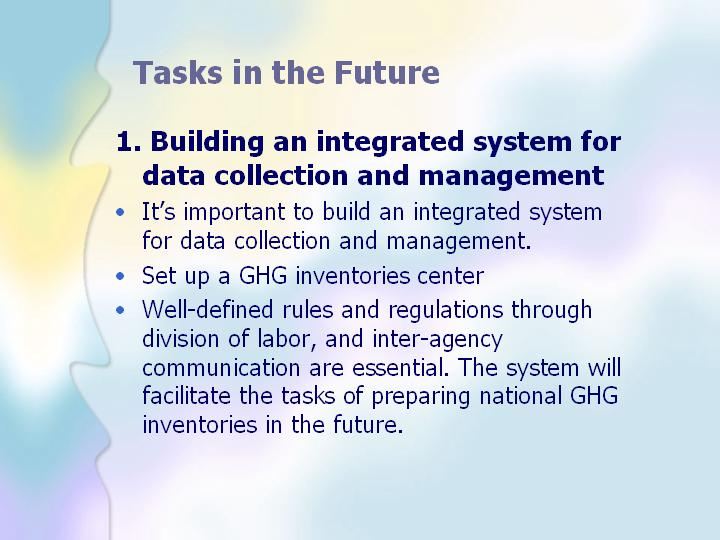 Tasks in the Future
1. Building an integrated system for
data collection and management
• It’s important to build an integrated system
for data collection and management.
• Set up a GHG inventories center
• Well-defined rules and regulations through
division of labor, and inter-agency
communication are essential. The system will
facilitate the tasks of preparing national GHG
inventories in the future.